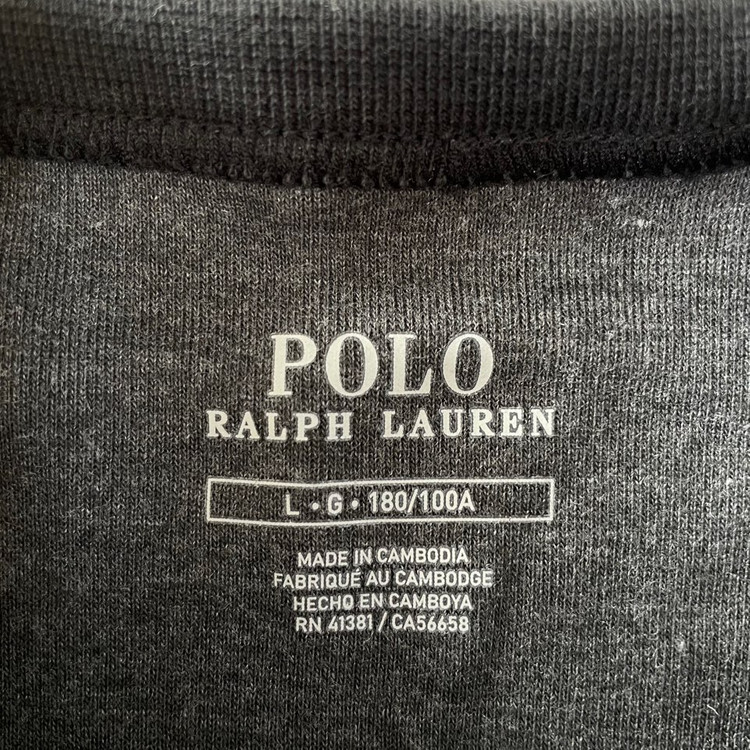 POLO
RALPH LAUREN
L • G • 180/100A
MADE IN CAMBODIA
FABRIQUÉ AU CAMBODGE
HECHO EN CAMBOYA
RN 41381 / CA56658